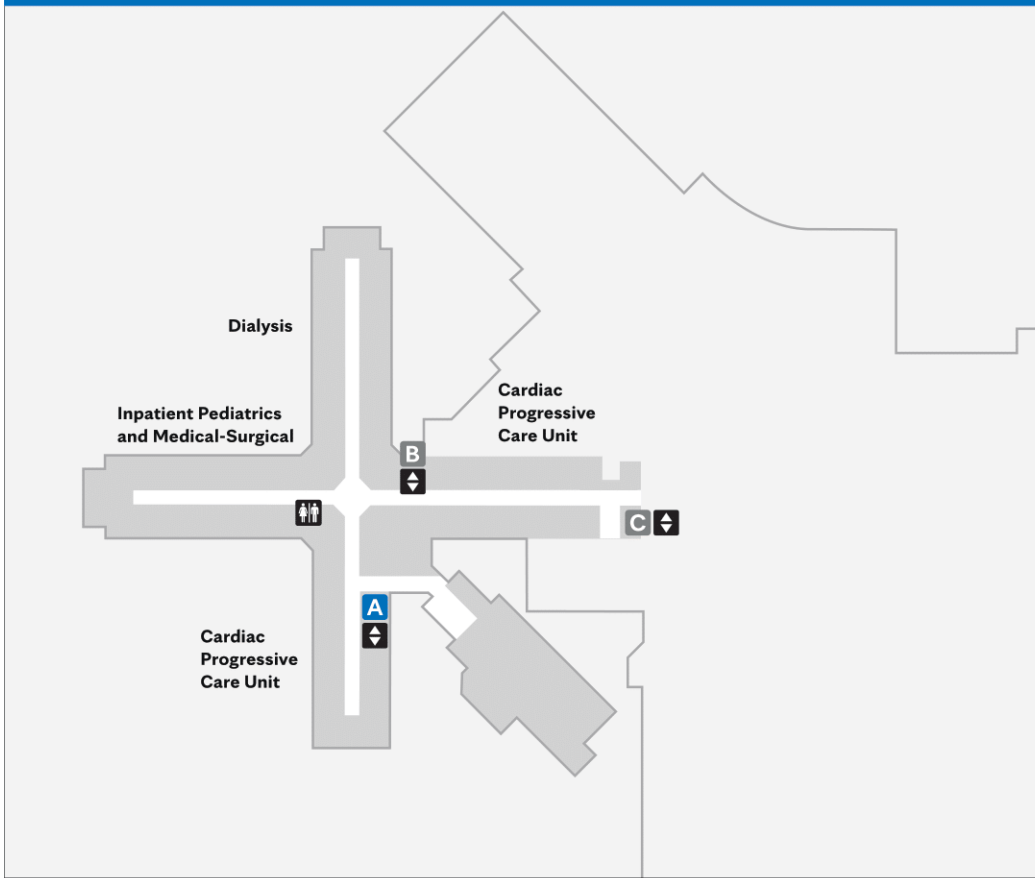 Dialysis
Inpatient Pediatrics
and Medical-Surgical
Cardiac
Progressive
Care Unit
B
C
A
Cardiac
Progressive
Care Unit